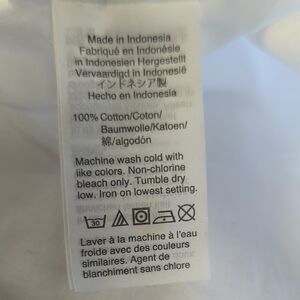 Made in Indonesia
Fabriqué en Indonésie
in Indonesien Hergestellt
Vervaardigd in Indonesië
インドネシア製
Hecho en Indonesia
100% Cotton/Coton/
Baumwolle/Katoen/
綿/algodón
Machine wash cold with
like colors. Non-chlorine
bleach only. Tumble dry
low. Iron on lowest setting.
30
Laver à la machine à l'eau
froide avec des couleurs
similaires. Agent de
blanchiment sans chlore